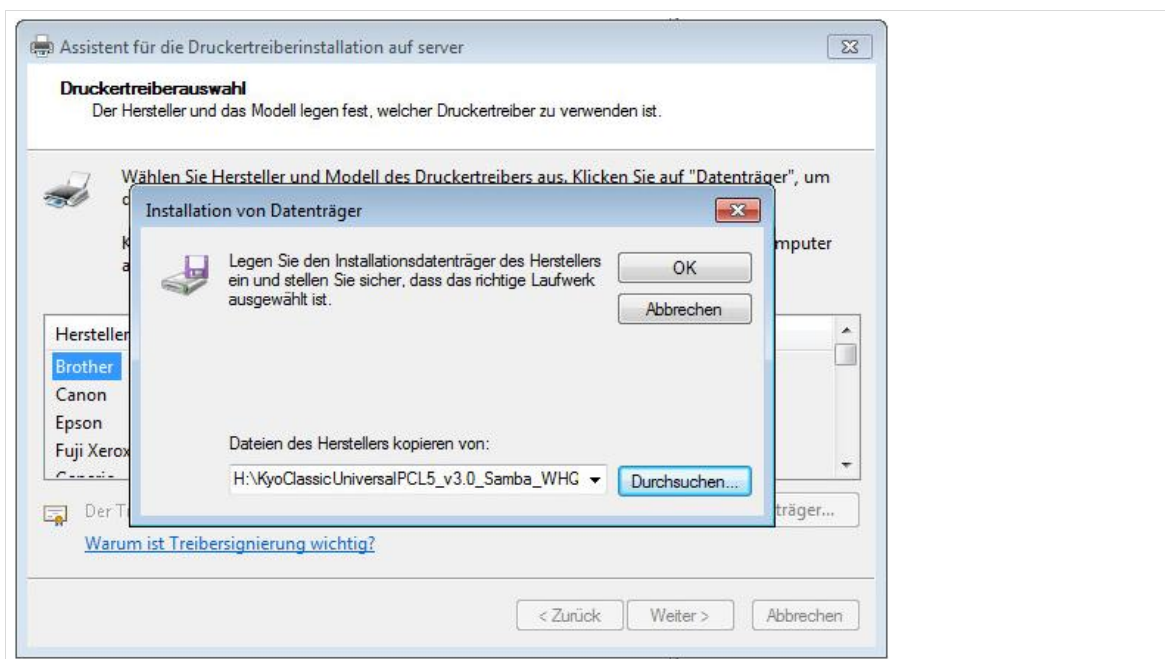 Assistent für die Druckertreiberinstallation auf server
Druckertreiberauswahl
Der Hersteller und das Modell legen fest, welcher Druckertreiber zu verwenden ist.
Wählen Sie Hersteller und Modell des Druckertreibers aus. Klicken Sie auf "Datenträger", um
Installation von Datenträger
Legen Sie den Installationsdatenträger des Herstellers
ein und stellen Sie sicher, dass das richtige Laufwerk
ausgewählt ist.
OK
Abbrechen
Hersteller
Brother
Canon
Epson
Fuji Xerox
Dateien des Herstellers kopieren von:
H:\KyoClassicUniversalPCL5_v3.0_Samba_WHG
Durchsuchen...
Der
Warum ist Treibersignierung wichtig?
< Zurück
Weiter >
Abbrechen